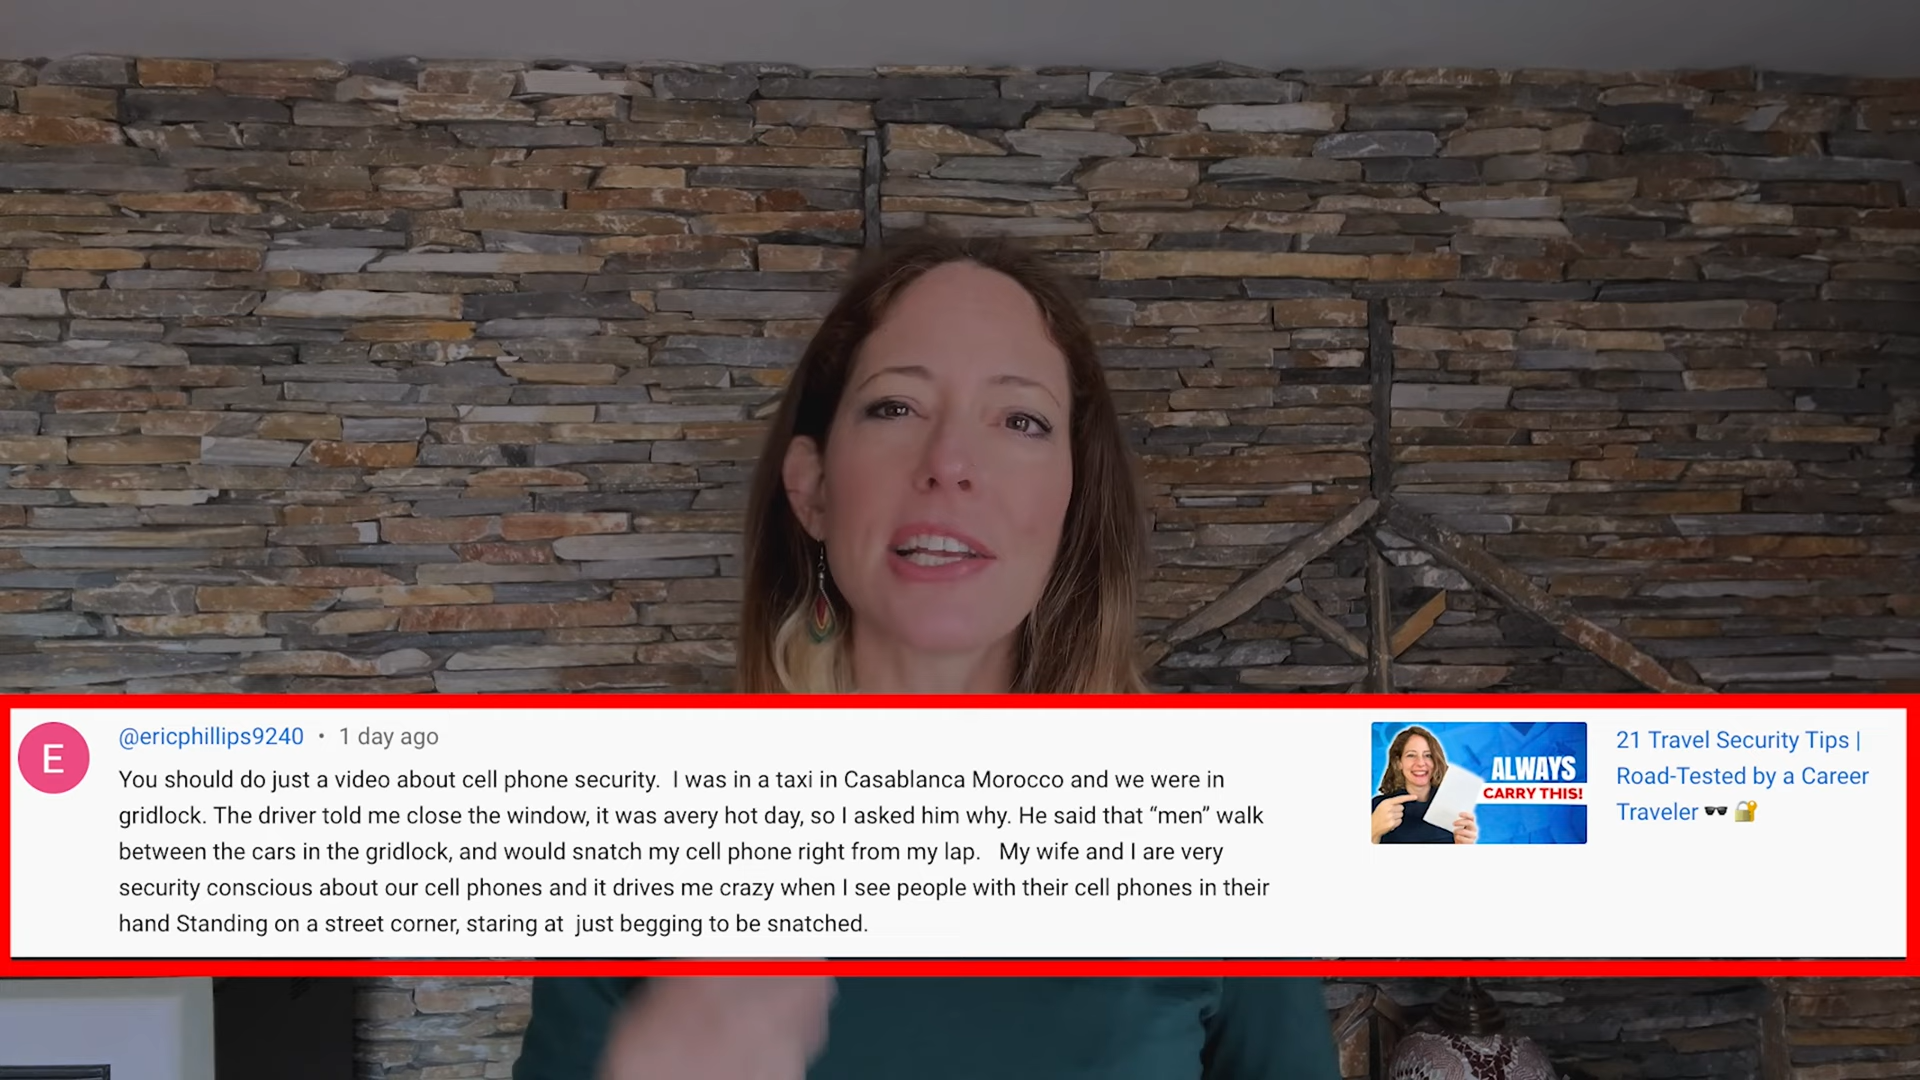 E
@ericphillips9240 • 1 day ago
You should do just a video about cell phone security.  I was in a taxi in Casablanca Morocco and we were in
gridlock. The driver told me close the window, it was avery hot day, so I asked him why. He said that “men” walk
between the cars in the gridlock, and would snatch my cell phone right from my lap.   My wife and I are very
security conscious about our cell phones and it drives me crazy when I see people with their cell phones in their
hand Standing on a street corner, staring at  just begging to be snatched.
ALWAYS
CARRY THIS!
21 Travel Security Tips |
Road-Tested by a Career
Traveler 🕶️ 🔐